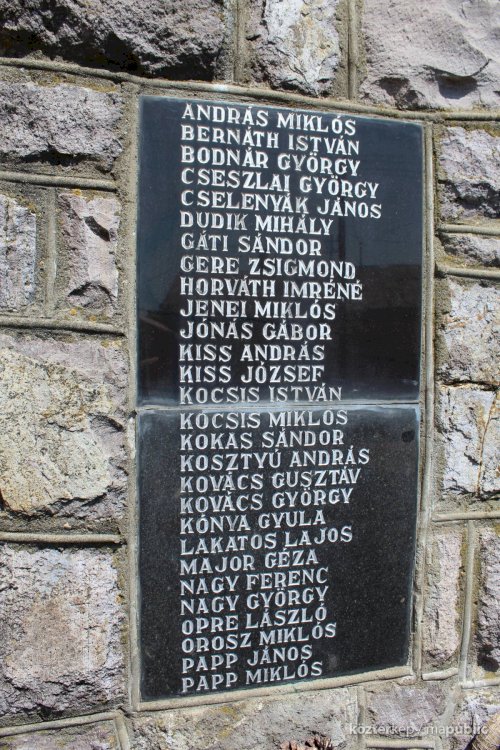 ANDRÁS MIKLÓS
BERNÁTH ISTVÁN
BODNÁR GYÖRGY
CSESZLAI GYÖRGY
CSELENYÁK JÁNOS
DUDIK MIHÁLY
GÁTI SÁNDOR
GERE ZSIGMOND
HORVÁTH IMRÉNÉ
JENEI MIKLÓS
JÓNÁS GÁBOR
KISS ANDRÁS
KISS JÓZSEF
KOCSIS ISTVÁN
KOCSIS MIKLÓS
KOKAS SÁNDOR
KOSZTYÚ ANDRÁS
KOVÁCS GUSZTÁV
KOVÁCS GYÖRGY
KÓNYA GYULA
LAKATOS LAJOS
MAJOR GÉZA
NAGY FERENC
NAGY GYÖRGY
OPRE LÁSZLÓ
OROSZ MIKLÓS
PAPP JÁNOS
PAPP MIKLÓS
kozterkep/mapublic